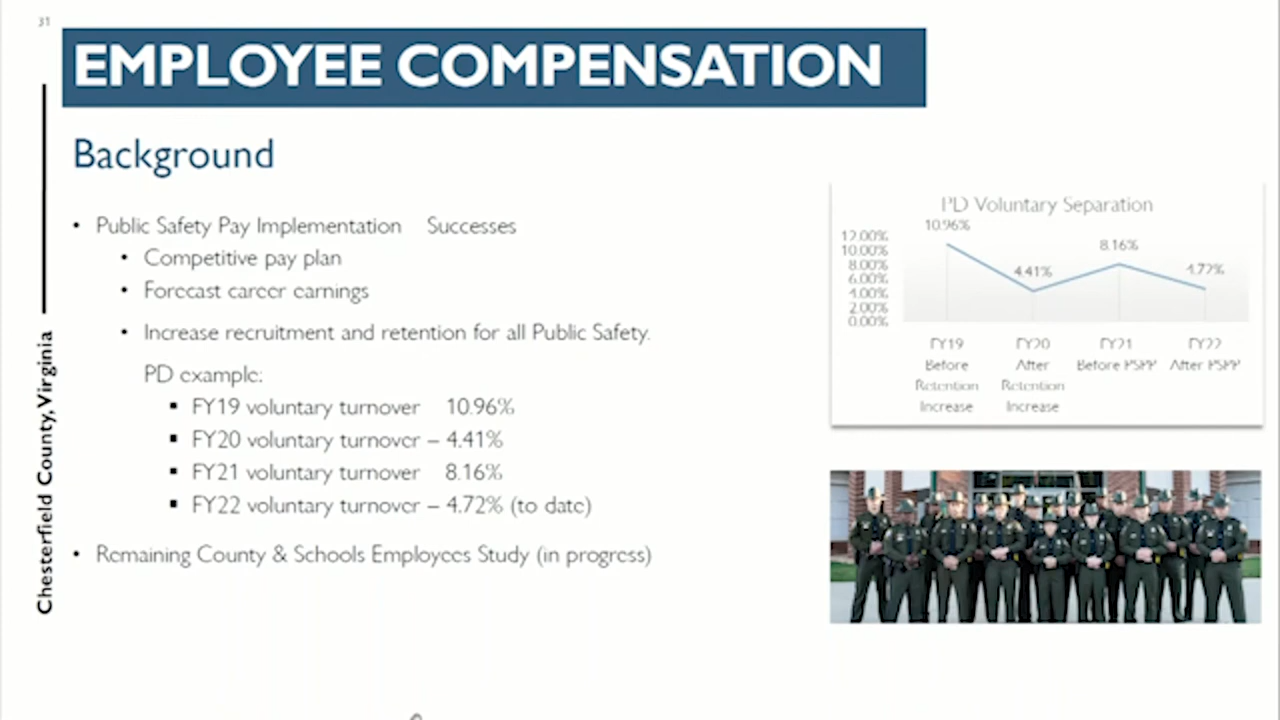 31
EMPLOYEE COMPENSATION
Background
• Public Safety Pay Implementation Successes
• Competitive pay plan
• Forecast career earnings
• Increase recruitment and retention for all Public Safety.
PD example:
▪ FY19 voluntary turnover 10.96%
▪ FY20 voluntary turnover – 4.41%
▪ FY21 voluntary turnover 8.16%
▪ FY22 voluntary turnover – 4.72% (to date)
• Remaining County & Schools Employees Study (in progress)
Chesterfield County, Virginia
PD Voluntary Separation
10.96%
4.41%
8.16%
4.72%
12.00%
10.00%
8.00%
6.00%
4.00%
2.00%
0.00%
FY19
Before
Retention
Increase
FY20
After
Retention
Increase
FY21
Before PSPP
FY22
After PSPP